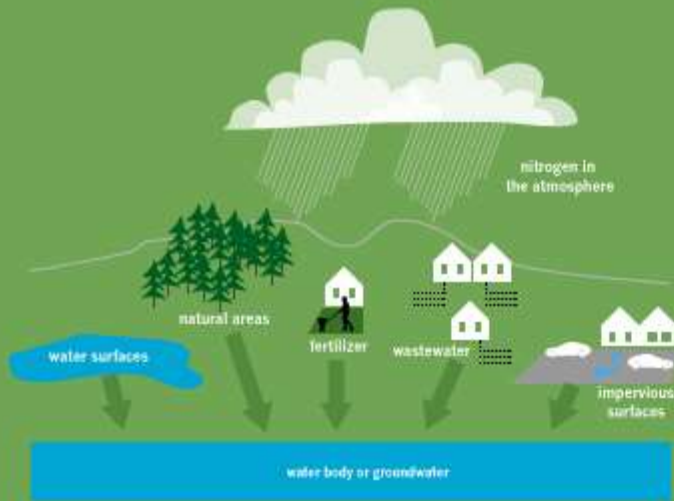 nitrogen in
the atmosphere
natural areas
fertilizer
wastewater
water surfaces
impervious
surfaces
water body or groundwater